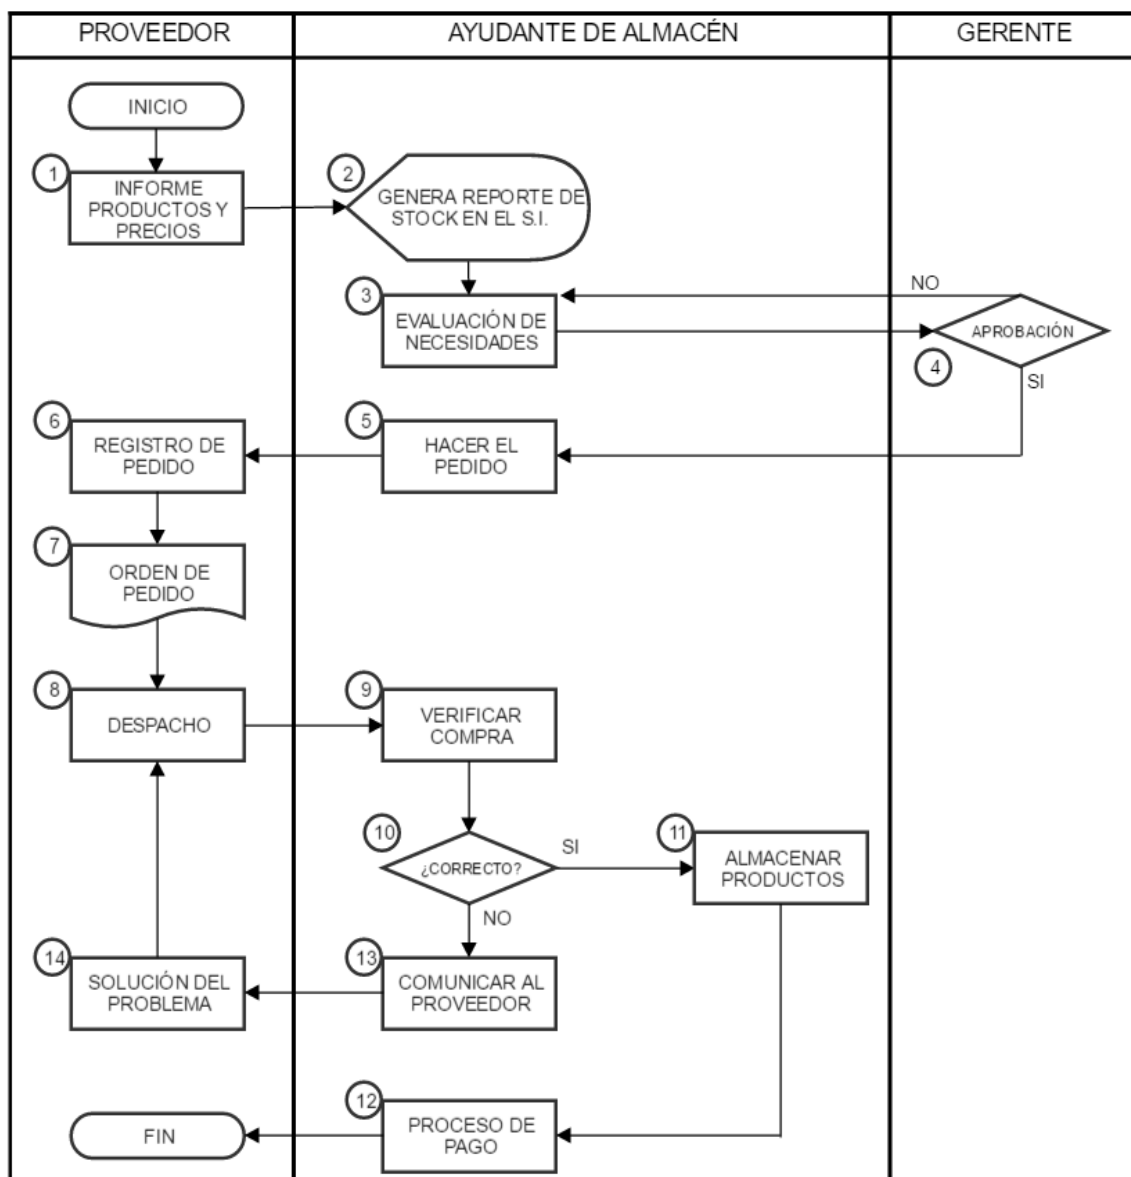 PROVEEDOR
AYUDANTE DE ALMACÉN
GERENTE
INICIO
1
INFORME
PRODUCTOS Y
PRECIOS
2
GENERA REPORTE DE
STOCK EN EL S.I.
3
EVALUACIÓN DE
NECESIDADES
NO
APROBACIÓN
4
SI
5
HACER EL
PEDIDO
6
REGISTRO DE
PEDIDO
7
ORDEN DE
PEDIDO
8
DESPACHO
9
VERIFICAR
COMPRA
10
¿CORRECTO?
SI
11
ALMACENAR
PRODUCTOS
NO
13
COMUNICAR AL
PROVEEDOR
14
SOLUCIÓN DEL
PROBLEMA
12
PROCESO DE
PAGO
FIN